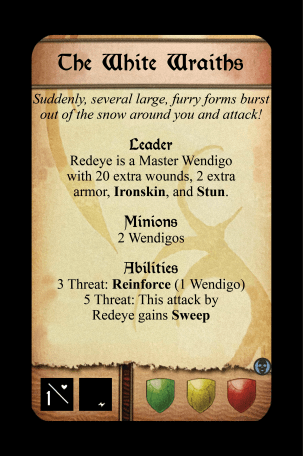 The White Wraiths
Suddenly, several large, furry forms burst
out of the snow around you and attack!
Leader
Redeye is a Master Wendigo
with 20 extra wounds, 2 extra
armor, Ironskin, and Stun.
Minions
2 Wendigos
Abilities
3 Threat: Reinforce (1 Wendigo)
5 Threat: This attack by
Redeye gains Sweep
1